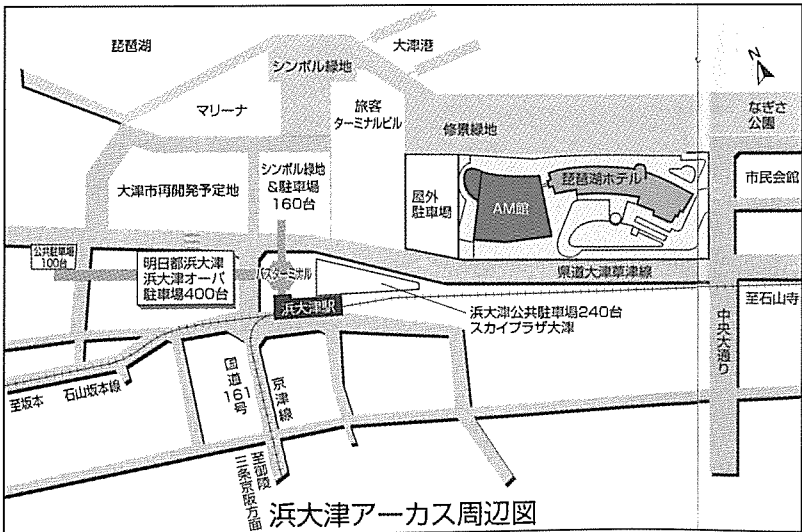 琵琶湖
大津港
シンボル緑地
N
マリーナ
旅客
ターミナルビル
修景緑地
なぎさ
公園
シンボル緑地
&駐車場
160台
大津市再開発予定地
屋外
駐車場
AM館
琵琶湖ホテル
市民会館
公共駐車場
100台
明日都浜大津
浜大津オーパ
駐車場400台
バスターミナル
県道大津草津線
浜大津駅
浜大津公共駐車場240台
スカイプラザ大津
至石山寺
中央大通り
至坂本
石山坂本線
国道161号
京津線
至御陵
三条京阪方面
浜大津アーカス周辺図